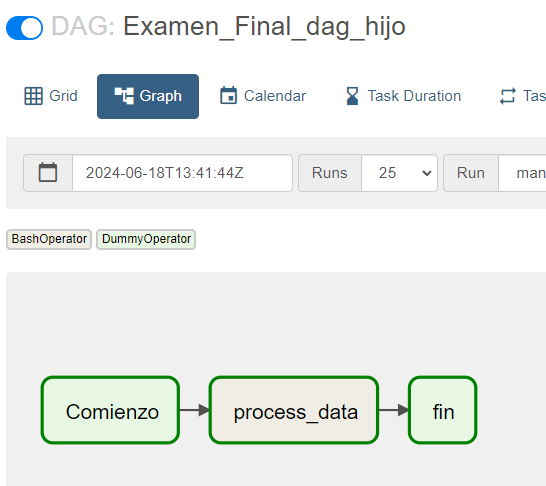 DAG: Examen_Final_dag_hijo
Grid Graph Calendar Task Duration Tas
2024-06-18T13:41:44Z Runs 25 Run man
BashOperator DummyOperator
Comienzo process_data fin